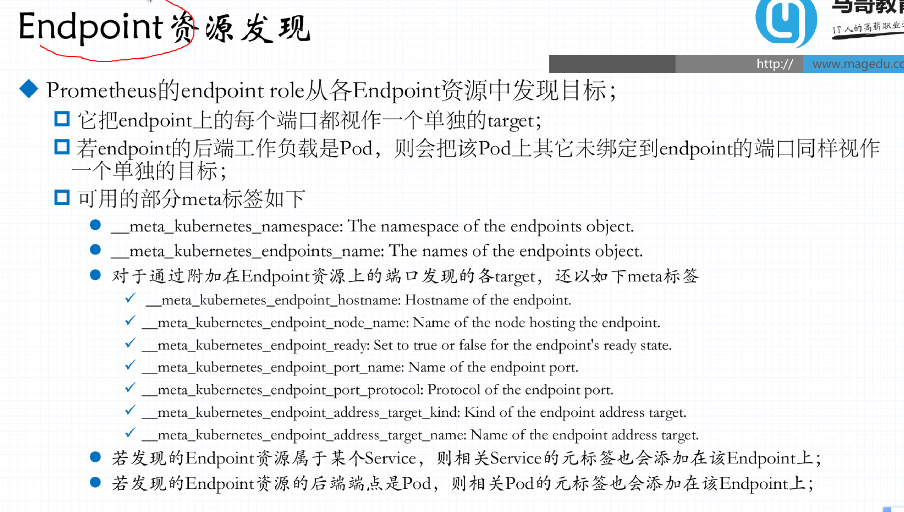 Endpoint资源发现
马哥教育
IT人的高薪职业
http://
www.magedu.co
Prometheus的endpoint role从各Endpoint资源中发现目标；
它把endpoint上的每个端口都视作一个单独的target；
若endpoint的后端工作负载是Pod，则会把该Pod上其它未绑定到endpoint的端口同样视作
一个单独的目标；
可用的部分meta标签如下
__meta_kubernetes_namespace: The namespace of the endpoints object.
__meta_kubernetes_endpoints_name: The names of the endpoints object.
对于通过附加在Endpoint资源上的端口发现的各target，还以如下meta标签
__meta_kubernetes_endpoint_hostname: Hostname of the endpoint.
__meta_kubernetes_endpoint_node_name: Name of the node hosting the endpoint.
__meta_kubernetes_endpoint_ready: Set to true or false for the endpoint's ready state.
__meta_kubernetes_endpoint_port_name: Name of the endpoint port.
__meta_kubernetes_endpoint_port_protocol: Protocol of the endpoint port.
__meta_kubernetes_endpoint_address_target_kind: Kind of the endpoint address target.
__meta_kubernetes_endpoint_address_target_name: Name of the endpoint address target.
若发现的Endpoint资源属于某个Service，则相关Service的元标签也会添加在该Endpoint上；
若发现的Endpoint资源的后端端点是Pod，则相关Pod的元标签也会添加在该Endpoint上；